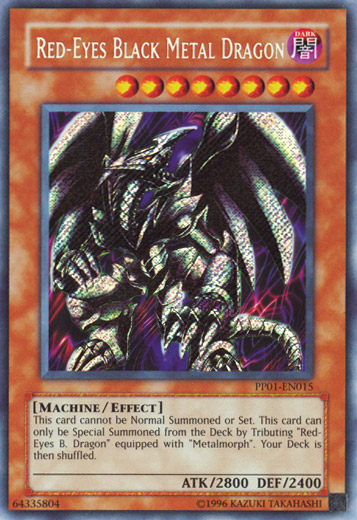 RED-EYES BLACK METAL DRAGON
DARK
闇
PP01-EN015
[MACHINE/EFFECT]
This card cannot be Normal Summoned or Set. This card can
only be Special Summoned from the Deck by Tributing "Red-
Eyes B. Dragon" equipped with "Metalmorph". Your Deck is
then shuffled.
ATK/2800 DEF/2400
64335804
©1996 KAZUKI TAKAHASHI